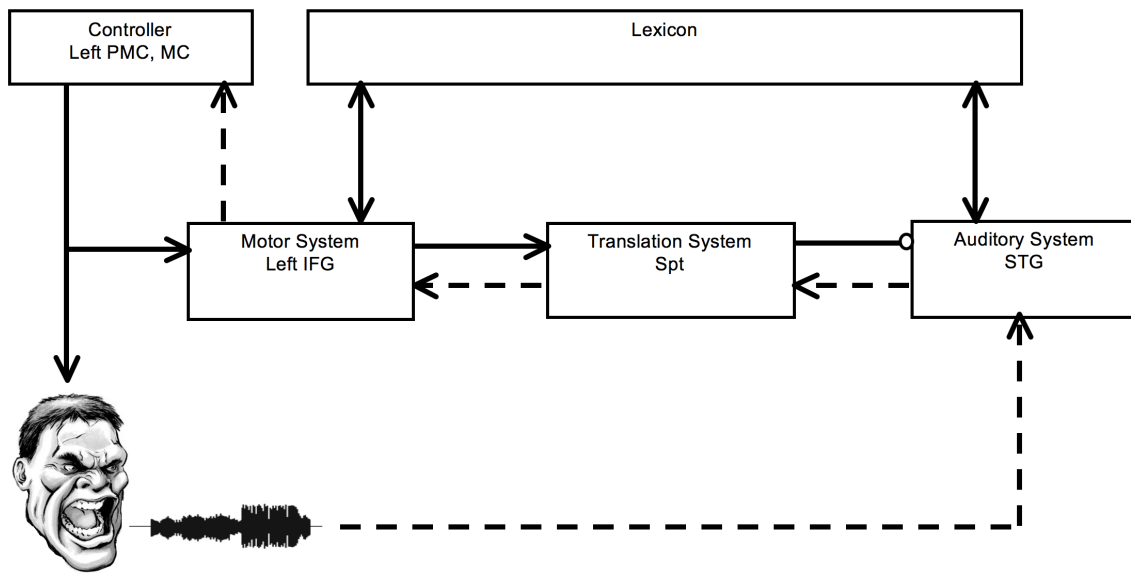 Controller
Left PMC, MC
Lexicon
Motor System
Left IFG
Translation System
Spt
Auditory System
STG